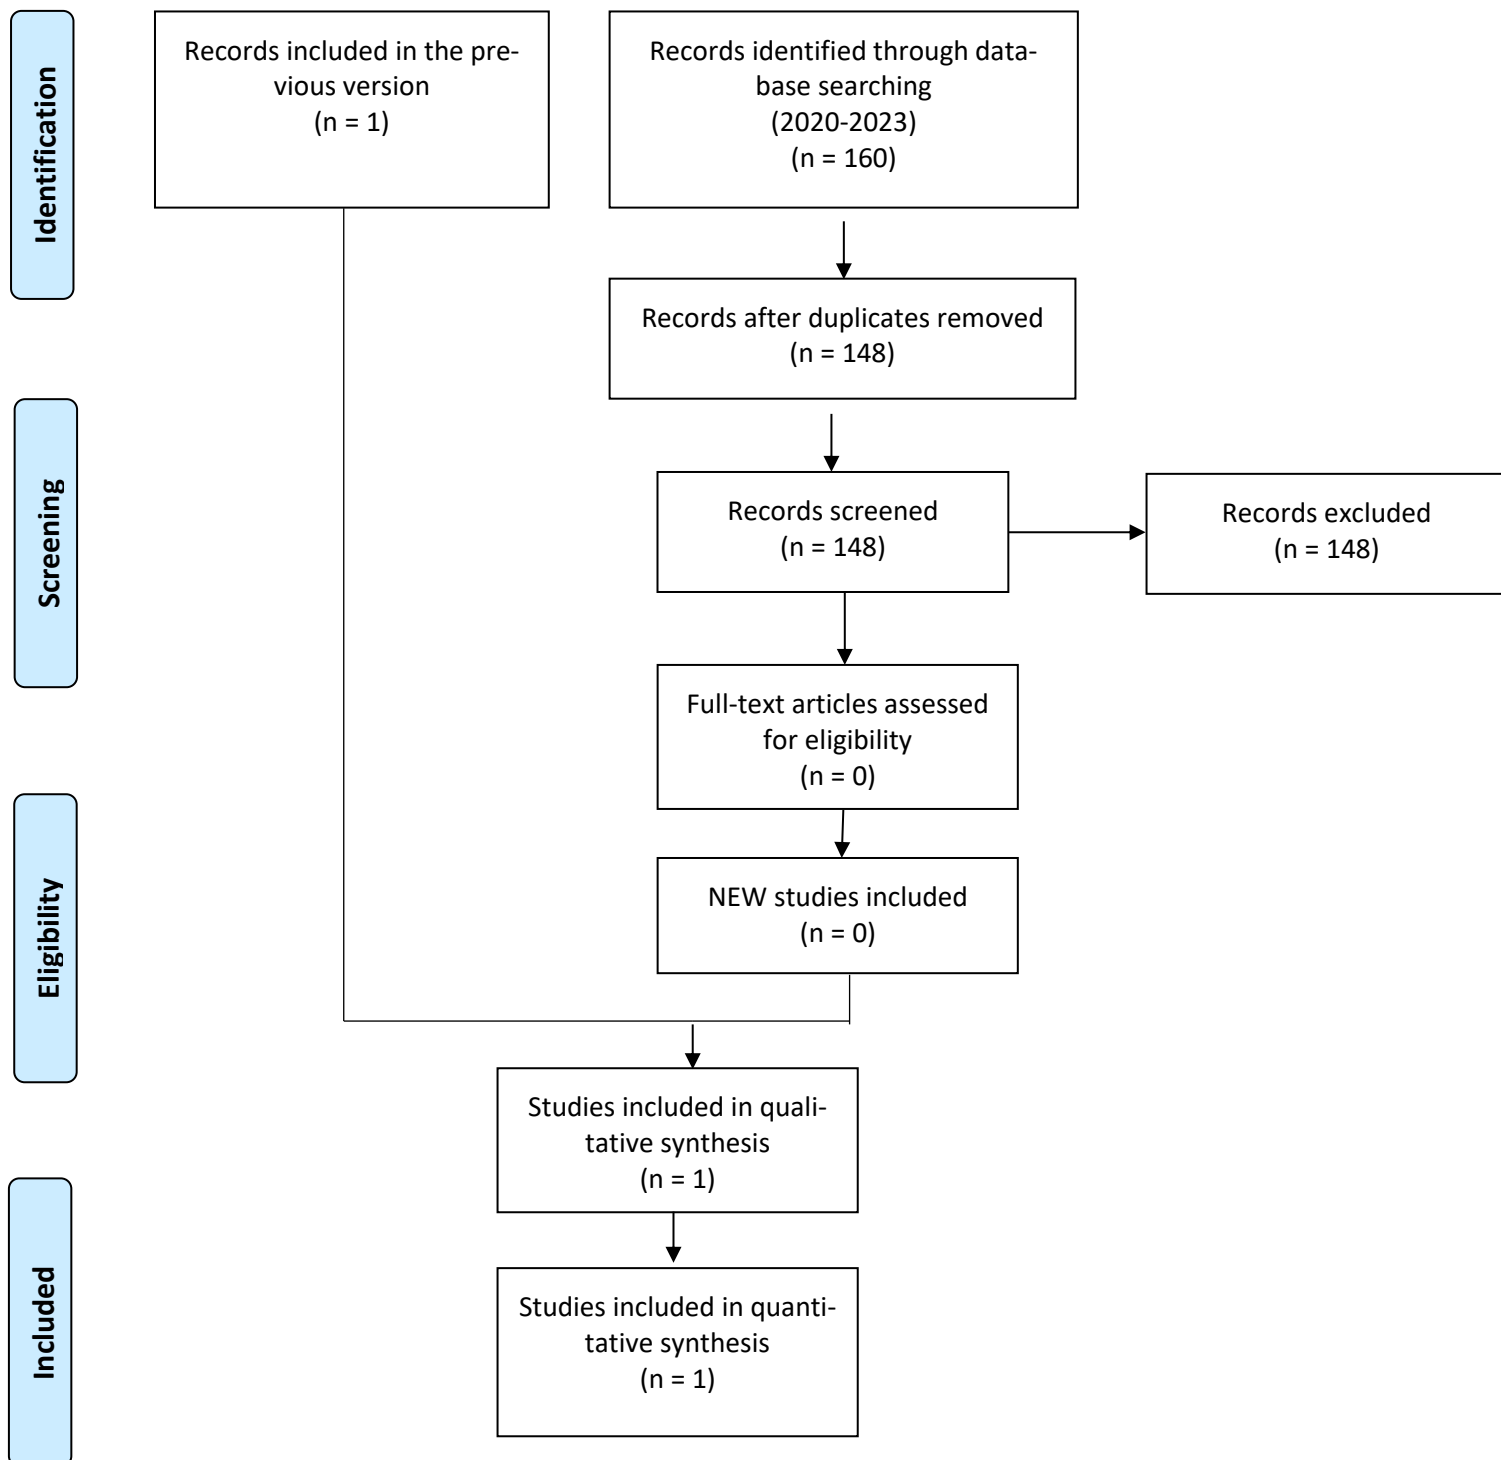 Identification
Records included in the pre-
vious version
(n = 1)
Records identified through data-
base searching
(2020-2023)
(n = 160)
Records after duplicates removed
(n = 148)
Screening
Records screened
(n = 148)
Records excluded
(n = 148)
Full-text articles assessed
for eligibility
(n = 0)
Eligibility
NEW studies included
(n = 0)
Studies included in quali-
tative synthesis
(n = 1)
Included
Studies included in quanti-
tative synthesis
(n = 1)